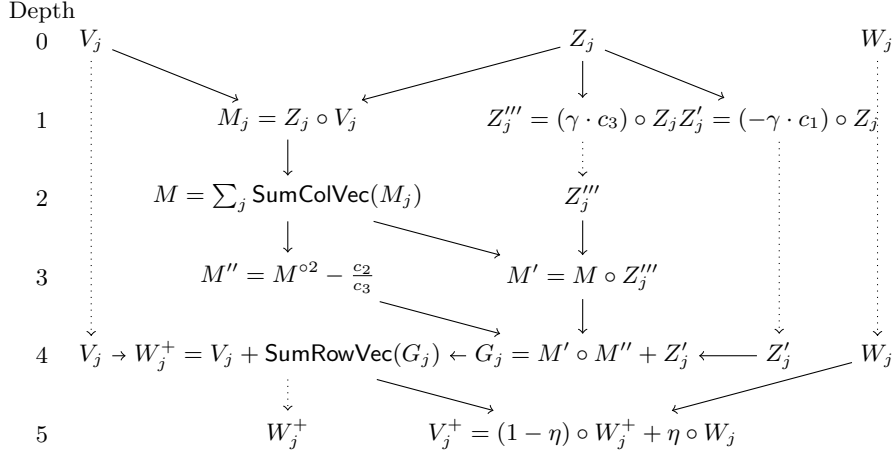 Depth
0 V_j Z_j W_j
1 M_j = Z_j ∘ V_j Z_j''' = (γ · c_3) ∘ Z_j Z_j' = (−γ · c_1) ∘ Z_j
2 M = ∑_j SumColVec(M_j) Z_j'''
3 M'' = M^{∘2} − \frac{c_2}{c_3} M' = M ∘ Z_j'''
4 V_j → W_j^+ = V_j + SumRowVec(G_j) ← G_j = M' ∘ M'' + Z_j' ← Z_j' W_j
5 W_j^+ V_j^+ = (1 − η) ∘ W_j^+ + η ∘ W_j